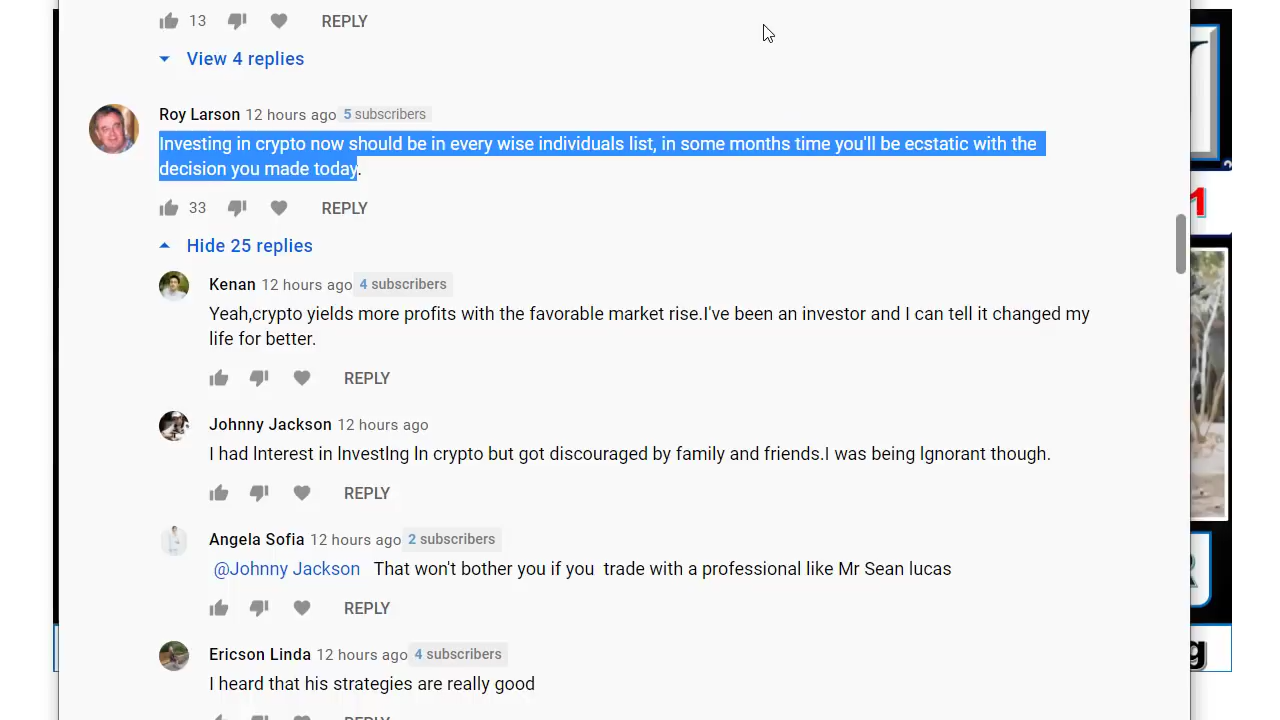 13 REPLY
View 4 replies
Roy Larson 12 hours ago 5 subscribers
Investing in crypto now should be in every wise individuals list, in some months time you'll be ecstatic with the
decision you made today.
33 REPLY
Hide 25 replies
Kenan 12 hours ago 4 subscribers
Yeah,crypto yields more profits with the favorable market rise.I've been an investor and I can tell it changed my
life for better.
REPLY
Johnny Jackson 12 hours ago
I had lnterest in lnvestlng ln crypto but got discouraged by family and friends.I was being lgnorant though.
REPLY
Angela Sofia 12 hours ago 2 subscribers
@Johnny Jackson That won't bother you if you trade with a professional like Mr Sean lucas
REPLY
Ericson Linda 12 hours ago 4 subscribers
I heard that his strategies are really good
REPLY
1
g